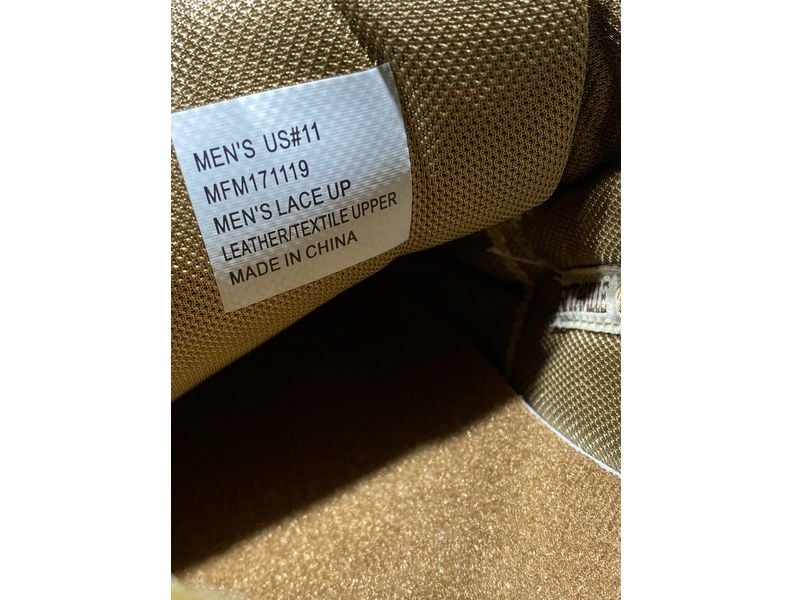 MEN'S US#11
MFM171119
MEN'S LACE UP
LEATHER/TEXTILE UPPER
MADE IN CHINA